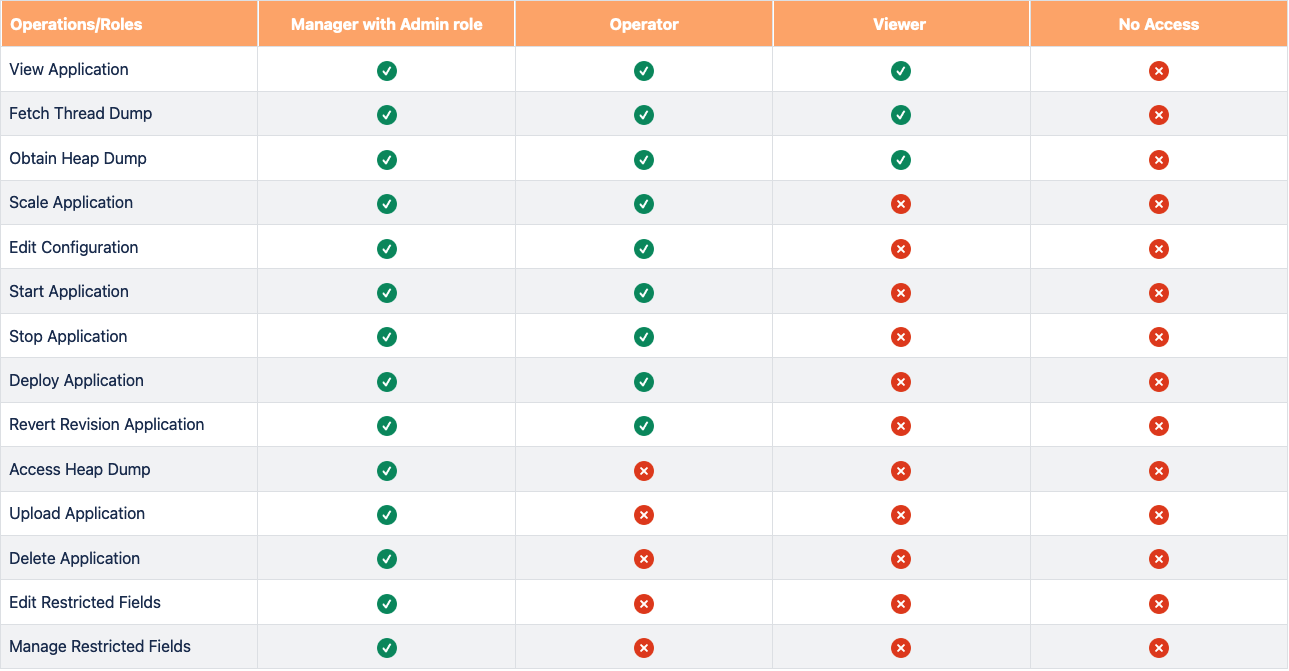 Operations/Roles Manager with Admin role Operator Viewer No Access
View Application
Fetch Thread Dump
Obtain Heap Dump
Scale Application
Edit Configuration
Start Application
Stop Application
Deploy Application
Revert Revision Application
Access Heap Dump
Upload Application
Delete Application
Edit Restricted Fields
Manage Restricted Fields